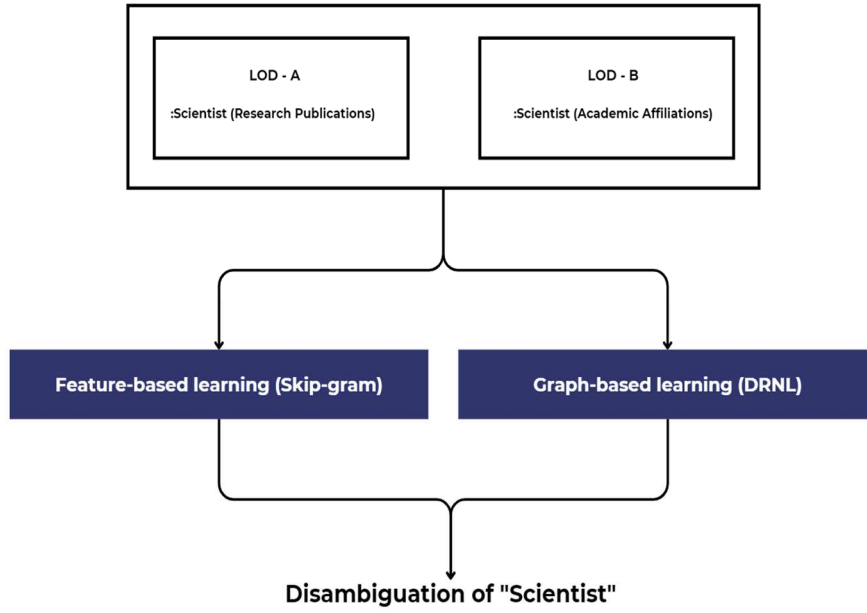 LOD - A
:Scientist (Research Publications)
LOD - B
:Scientist (Academic Affiliations)
Feature-based learning (Skip-gram)
Graph-based learning (DRNL)
Disambiguation of "Scientist"